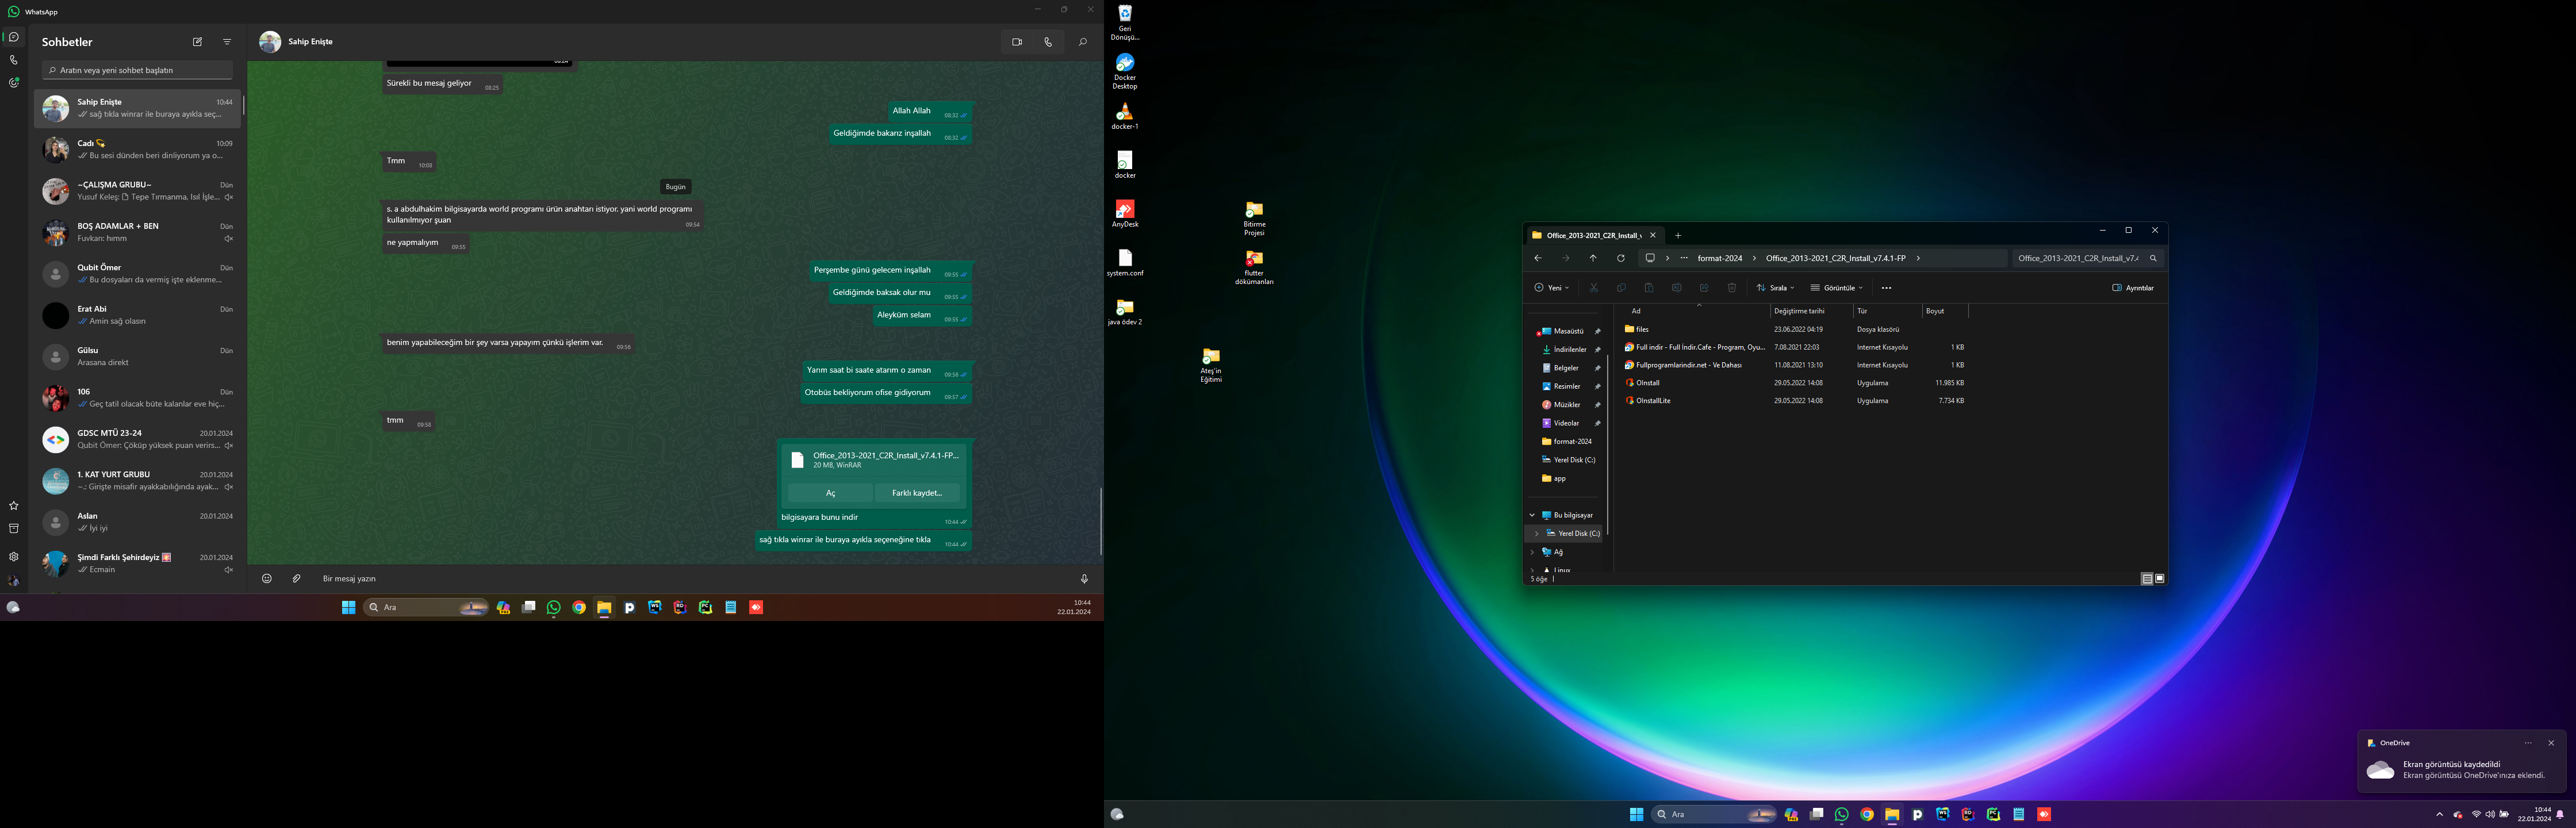 WhatsApp
Sohbetler
Aratın veya yeni sohbet başlatın
Sahip Enişte 10:44
sağ tıkla winrar ile buraya ayıkla seç...
Cadı 10:09
Bu sesi dünden beri dinliyorum ya o...
~ÇALIŞMA GRUBU~ Dün
Yusuf Keleş: Tepe Tırmanma, Isıl İşle...
BOŞ ADAMLAR + BEN Dün
Fuvkan: hımm
Qubit Ömer Dün
Bu dosyaları da vermiş işte eklenme...
Erat Abi Dün
Amin sağ olasın
Gülsu Dün
Arasana direkt
106 Dün
Geç tatil olacak büte kalanlar eve hiç...
GDSC MTÜ 23-24 20.01.2024
Qubit Ömer: Çöküp yüksek puan verirs...
1. KAT YURT GRUBU 20.01.2024
~.: Girişte misafir ayakkabılığında ayak...
Aslan 20.01.2024
İyi iyi
Şimdi Farklı Şehirdeyiz 20.01.2024
Ecmain
Sahip Enişte
08:24
Sürekli bu mesaj geliyor 08:25
Allah Allah 08:32
Geldiğimde bakarız inşallah 08:32
Tmm 10:08
Bugün
s. a abdulhakim bilgisayarda world programı ürün anahtarı istiyor. yani world programı
kullanılmıyor şuan 09:54
ne yapmalıyım 09:55
Perşembe günü gelecem inşallah 09:55
Geldiğimde baksak olur mu 09:55
Aleyküm selam 09:55
benim yapabileceğim bir şey varsa yapayım çünkü işlerim var. 09:56
Yarım saat bi saate atarım o zaman 09:56
Otobüs bekliyorum ofise gidiyorum 09:57
tmm 09:58
Office_2013-2021_C2R_Install_v7.4.1-FP...
20 MB, WinRAR
Aç Farklı kaydet...
bilgisayara bunu indir 10:44
sağ tıkla winrar ile buraya ayıkla seçeneğine tıkla 10:44
Bir mesaj yazın
Ara
10:44
22.01.2024
Geri
Dönüşü...
Docker
Desktop
docker-1
docker
AnyDesk
system.conf
java ödev 2
Bitirme
Projesi
flutter
dökümanları
Ateş'in
Eğitimi
Office_2013-2021_C2R_Install_v
format-2024 Office_2013-2021_C2R_Install_v7.4.1-FP
Office_2013-2021_C2R_Install_v7.4
Yeni Sırala Görüntüle Ayrıntılar
Ad Değiştirme tarihi Tür Boyut
files 23.06.2022 04:19 Dosya klasörü
Full indir - Full İndir.Cafe - Program, Oyu... 7.08.2021 22:03 Internet Kısayolu 1 KB
Fullprogramlarindir.net - Ve Dahası 11.08.2021 13:10 Internet Kısayolu 1 KB
OInstall 29.05.2022 14:08 Uygulama 11.985 KB
OInstallLite 29.05.2022 14:08 Uygulama 7.734 KB
Masaüstü
İndirilenler
Belgeler
Resimler
Müzikler
Videolar
format-2024
Yerel Disk (C:)
app
Bu bilgisayar
Yerel Disk (C:)
Ağ
Linux
5 öğe
OneDrive
Ekran görüntüsü kaydedildi
Ekran görüntüsü OneDrive'ınıza eklendi.
Ara
10:44
22.01.2024